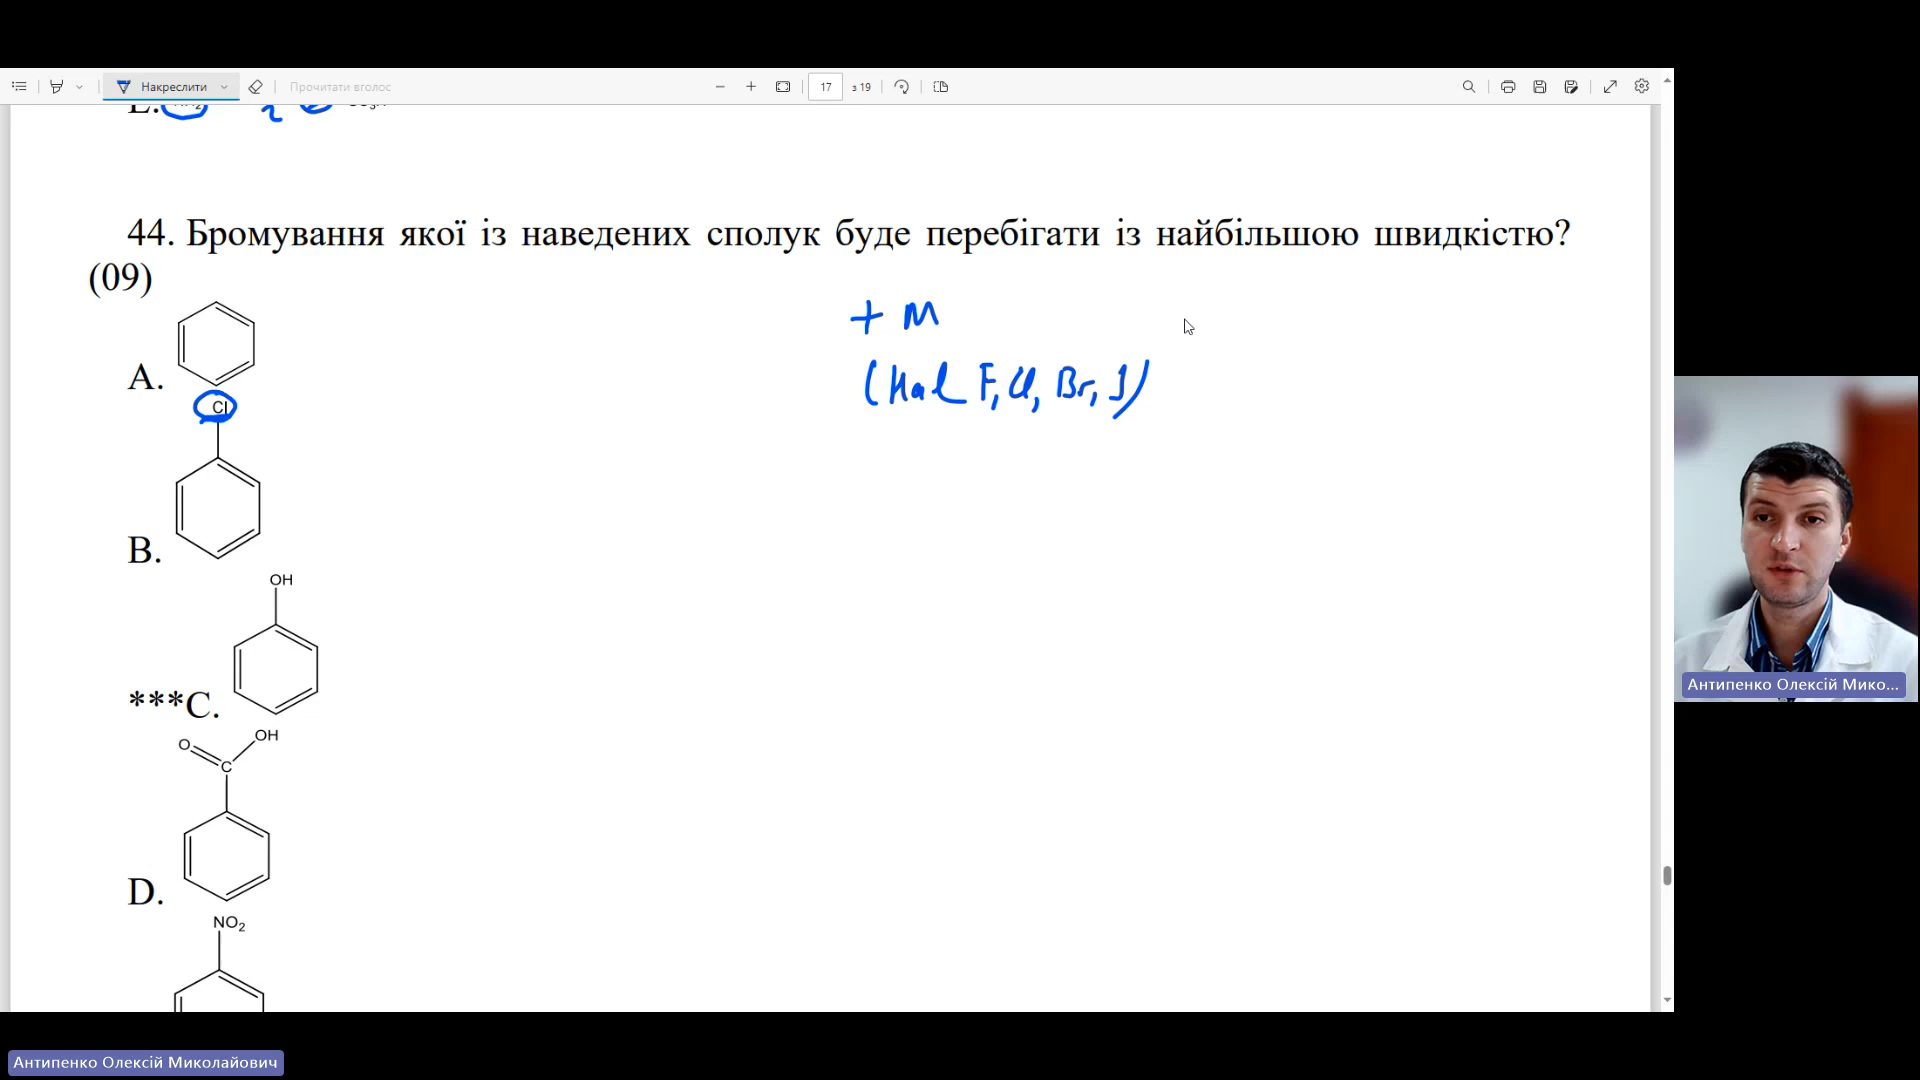 Накреслити
Прочитати вголос
17 з 19
44. Бромування якої із наведених сполук буде перебігати із найбільшою швидкістю?
(09)
+ M
(Hal F, Cl, Br, J)
A.
Cl
B.
OH
***C.
O OH
C
D.
NO2
Антипенко Олексій Мико...
Антипенко Олексій Миколайович